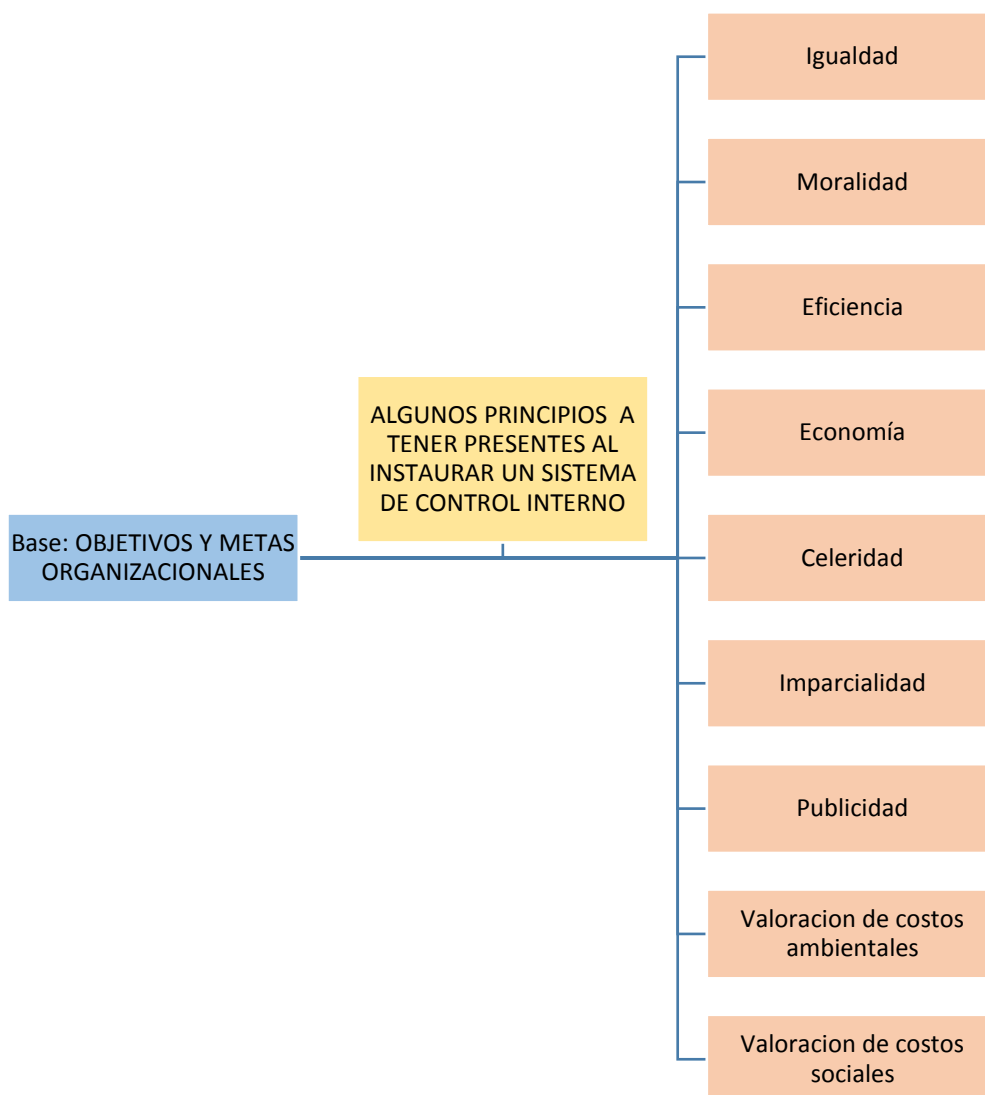 Base: OBJETIVOS Y METAS
ORGANIZACIONALES
ALGUNOS PRINCIPIOS A
TENER PRESENTES AL
INSTAURAR UN SISTEMA
DE CONTROL INTERNO
Igualdad
Moralidad
Eficiencia
Economía
Celeridad
Imparcialidad
Publicidad
Valoracion de costos
ambientales
Valoracion de costos
sociales